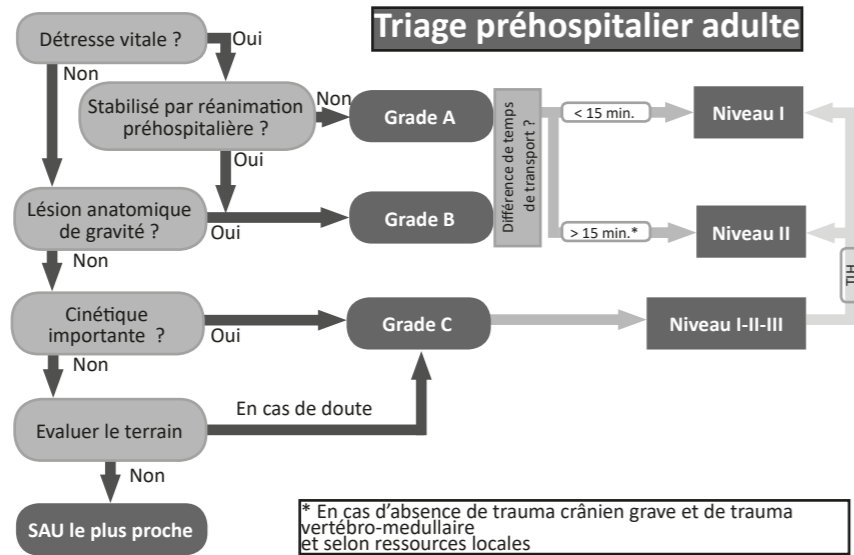 Triage préhospitalier adulte
Détresse vitale ?
Oui
Non
Stabilisé par réanimation
préhospitalière ?
Non
Oui
Grade A
Différence de temps
de transport ?
< 15 min.
Niveau I
Lésion anatomique
de gravité ?
Oui
Non
Grade B
> 15 min.*
Niveau II
TIH
Cinétique
importante ?
Oui
Non
Grade C
Niveau I-II-III
Evaluer le terrain
En cas de doute
Non
SAU le plus proche
* En cas d'absence de trauma crânien grave et de trauma
vertébro-medullaire
et selon ressources locales